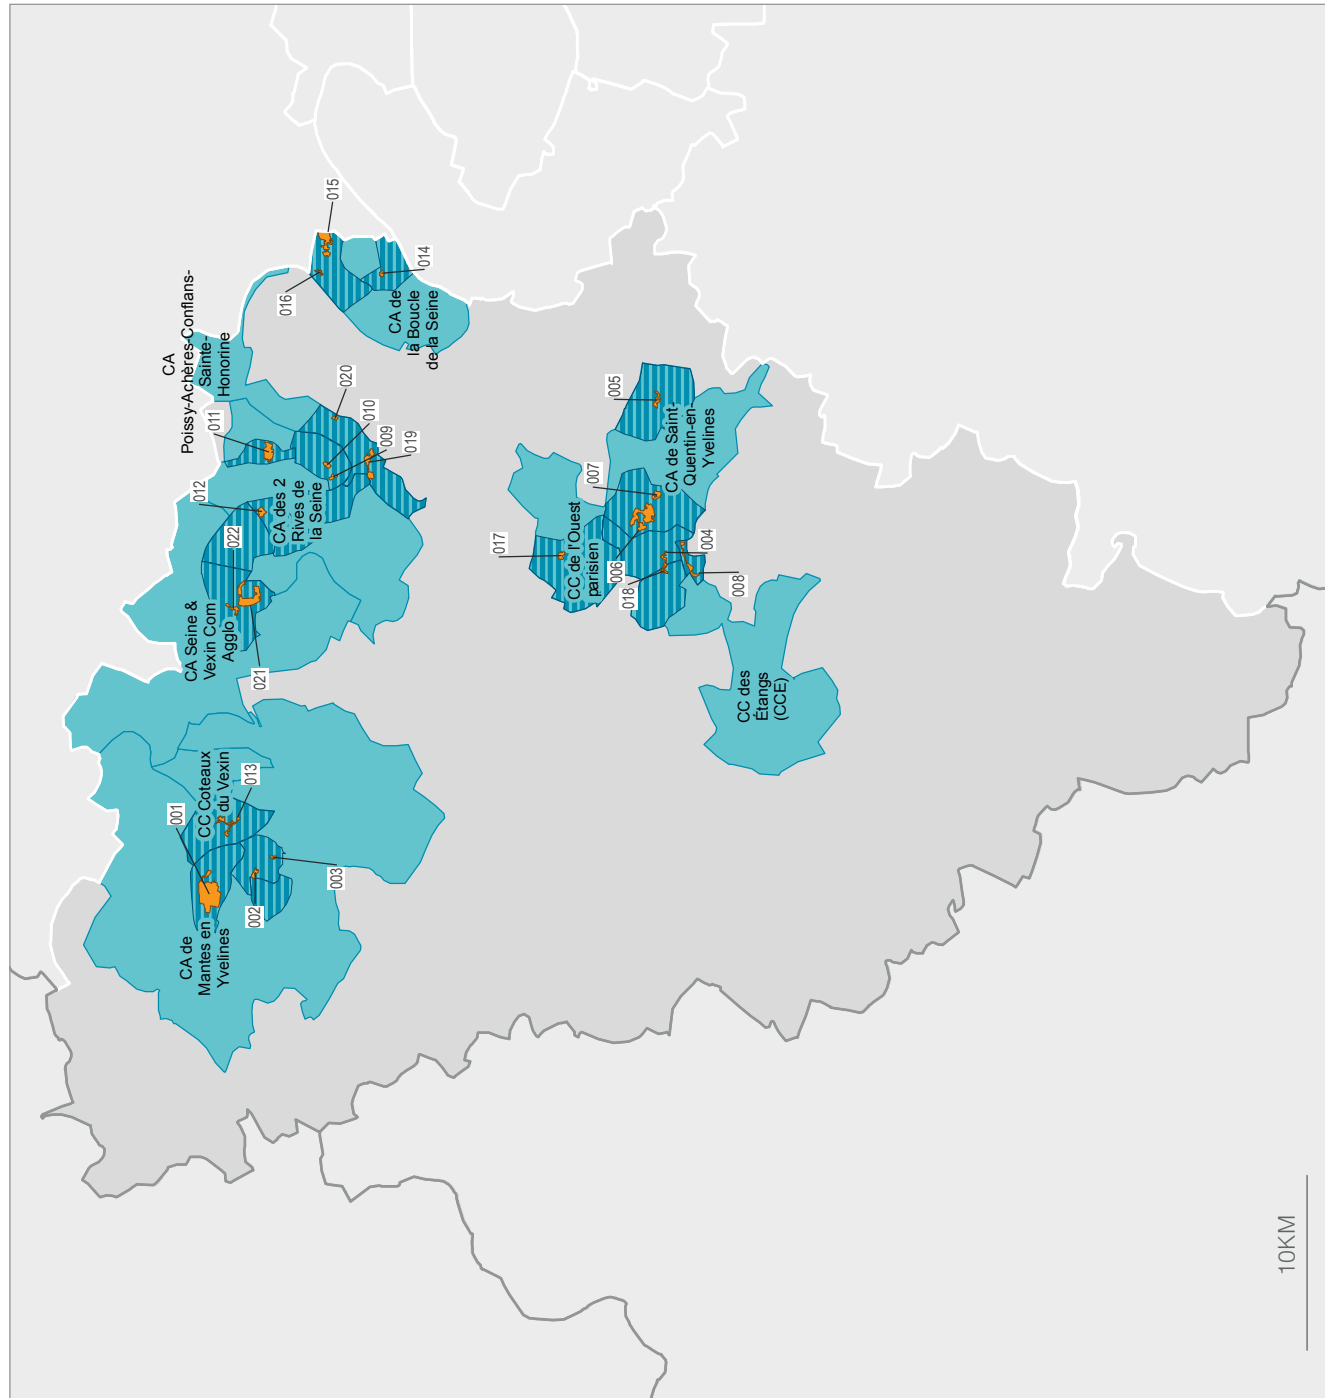 015
016
014
CA
Poissy-Achères-Conflans-
Sainte-
Honorine
CA de
la Boucle
de la Seine
011
020
010
009
019
012
CA des 2
Rives de
la Seine
022
CA Seine &
Vexin Com
Agglo
021
005
CA de Saint-
Quentin-en-
Yvelines
007
017
CC de l'Ouest
parisien
006
018
004
008
CC des
Étangs
(CCE)
001
CC Coteaux
du Vexin
013
003
002
CA de
Mantes en
Yvelines
10KM